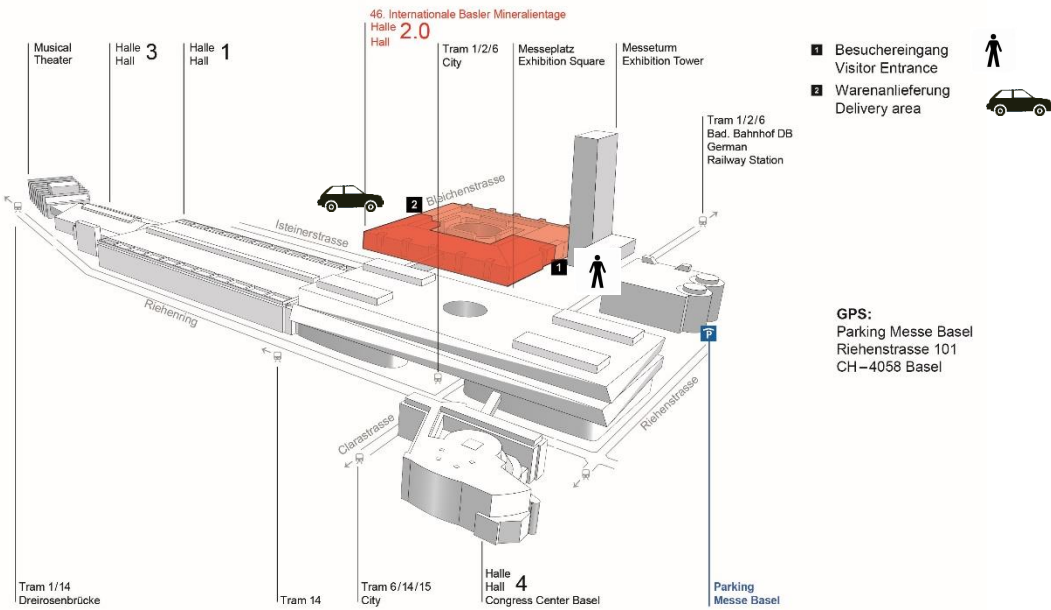 46. Internationale Basler Mineralientage
Halle
Hall 2.0
Musical
Theater
Halle
Hall 3
Halle
Hall 1
Tram 1/2/6
City
Messeplatz
Exhibition Square
Messeturm
Exhibition Tower
1 Besuchereingang
Visitor Entrance
2 Warenanlieferung
Delivery area
Tram 1/2/6
Bad. Bahnhof DB
German
Railway Station
2
Bleichenstrasse
Isteinerstrasse
1
Riehenring
P
GPS:
Parking Messe Basel
Riehenstrasse 101
CH–4058 Basel
Clarastrasse
Riehenstrasse
Tram 1/14
Dreirosenbrücke
Tram 14
Tram 6/14/15
City
Halle
Hall 4
Congress Center Basel
Parking
Messe Basel